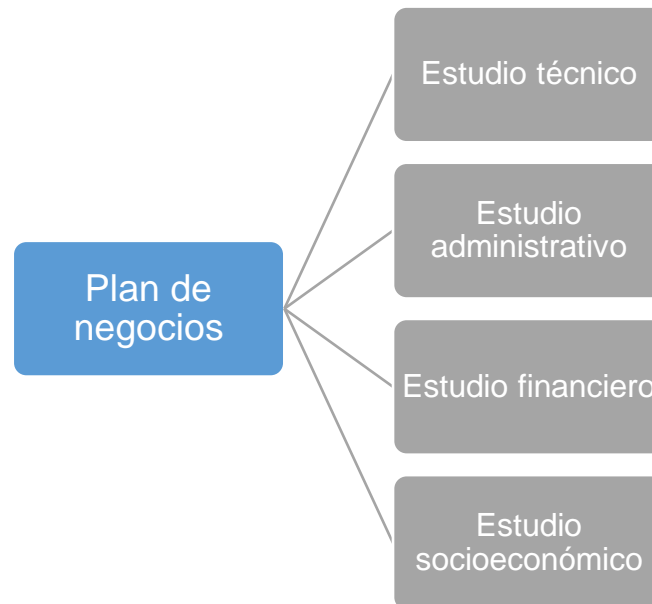 Estudio técnico
Estudio
administrativo
Plan de
negocios
Estudio financiero
Estudio
socioeconómico